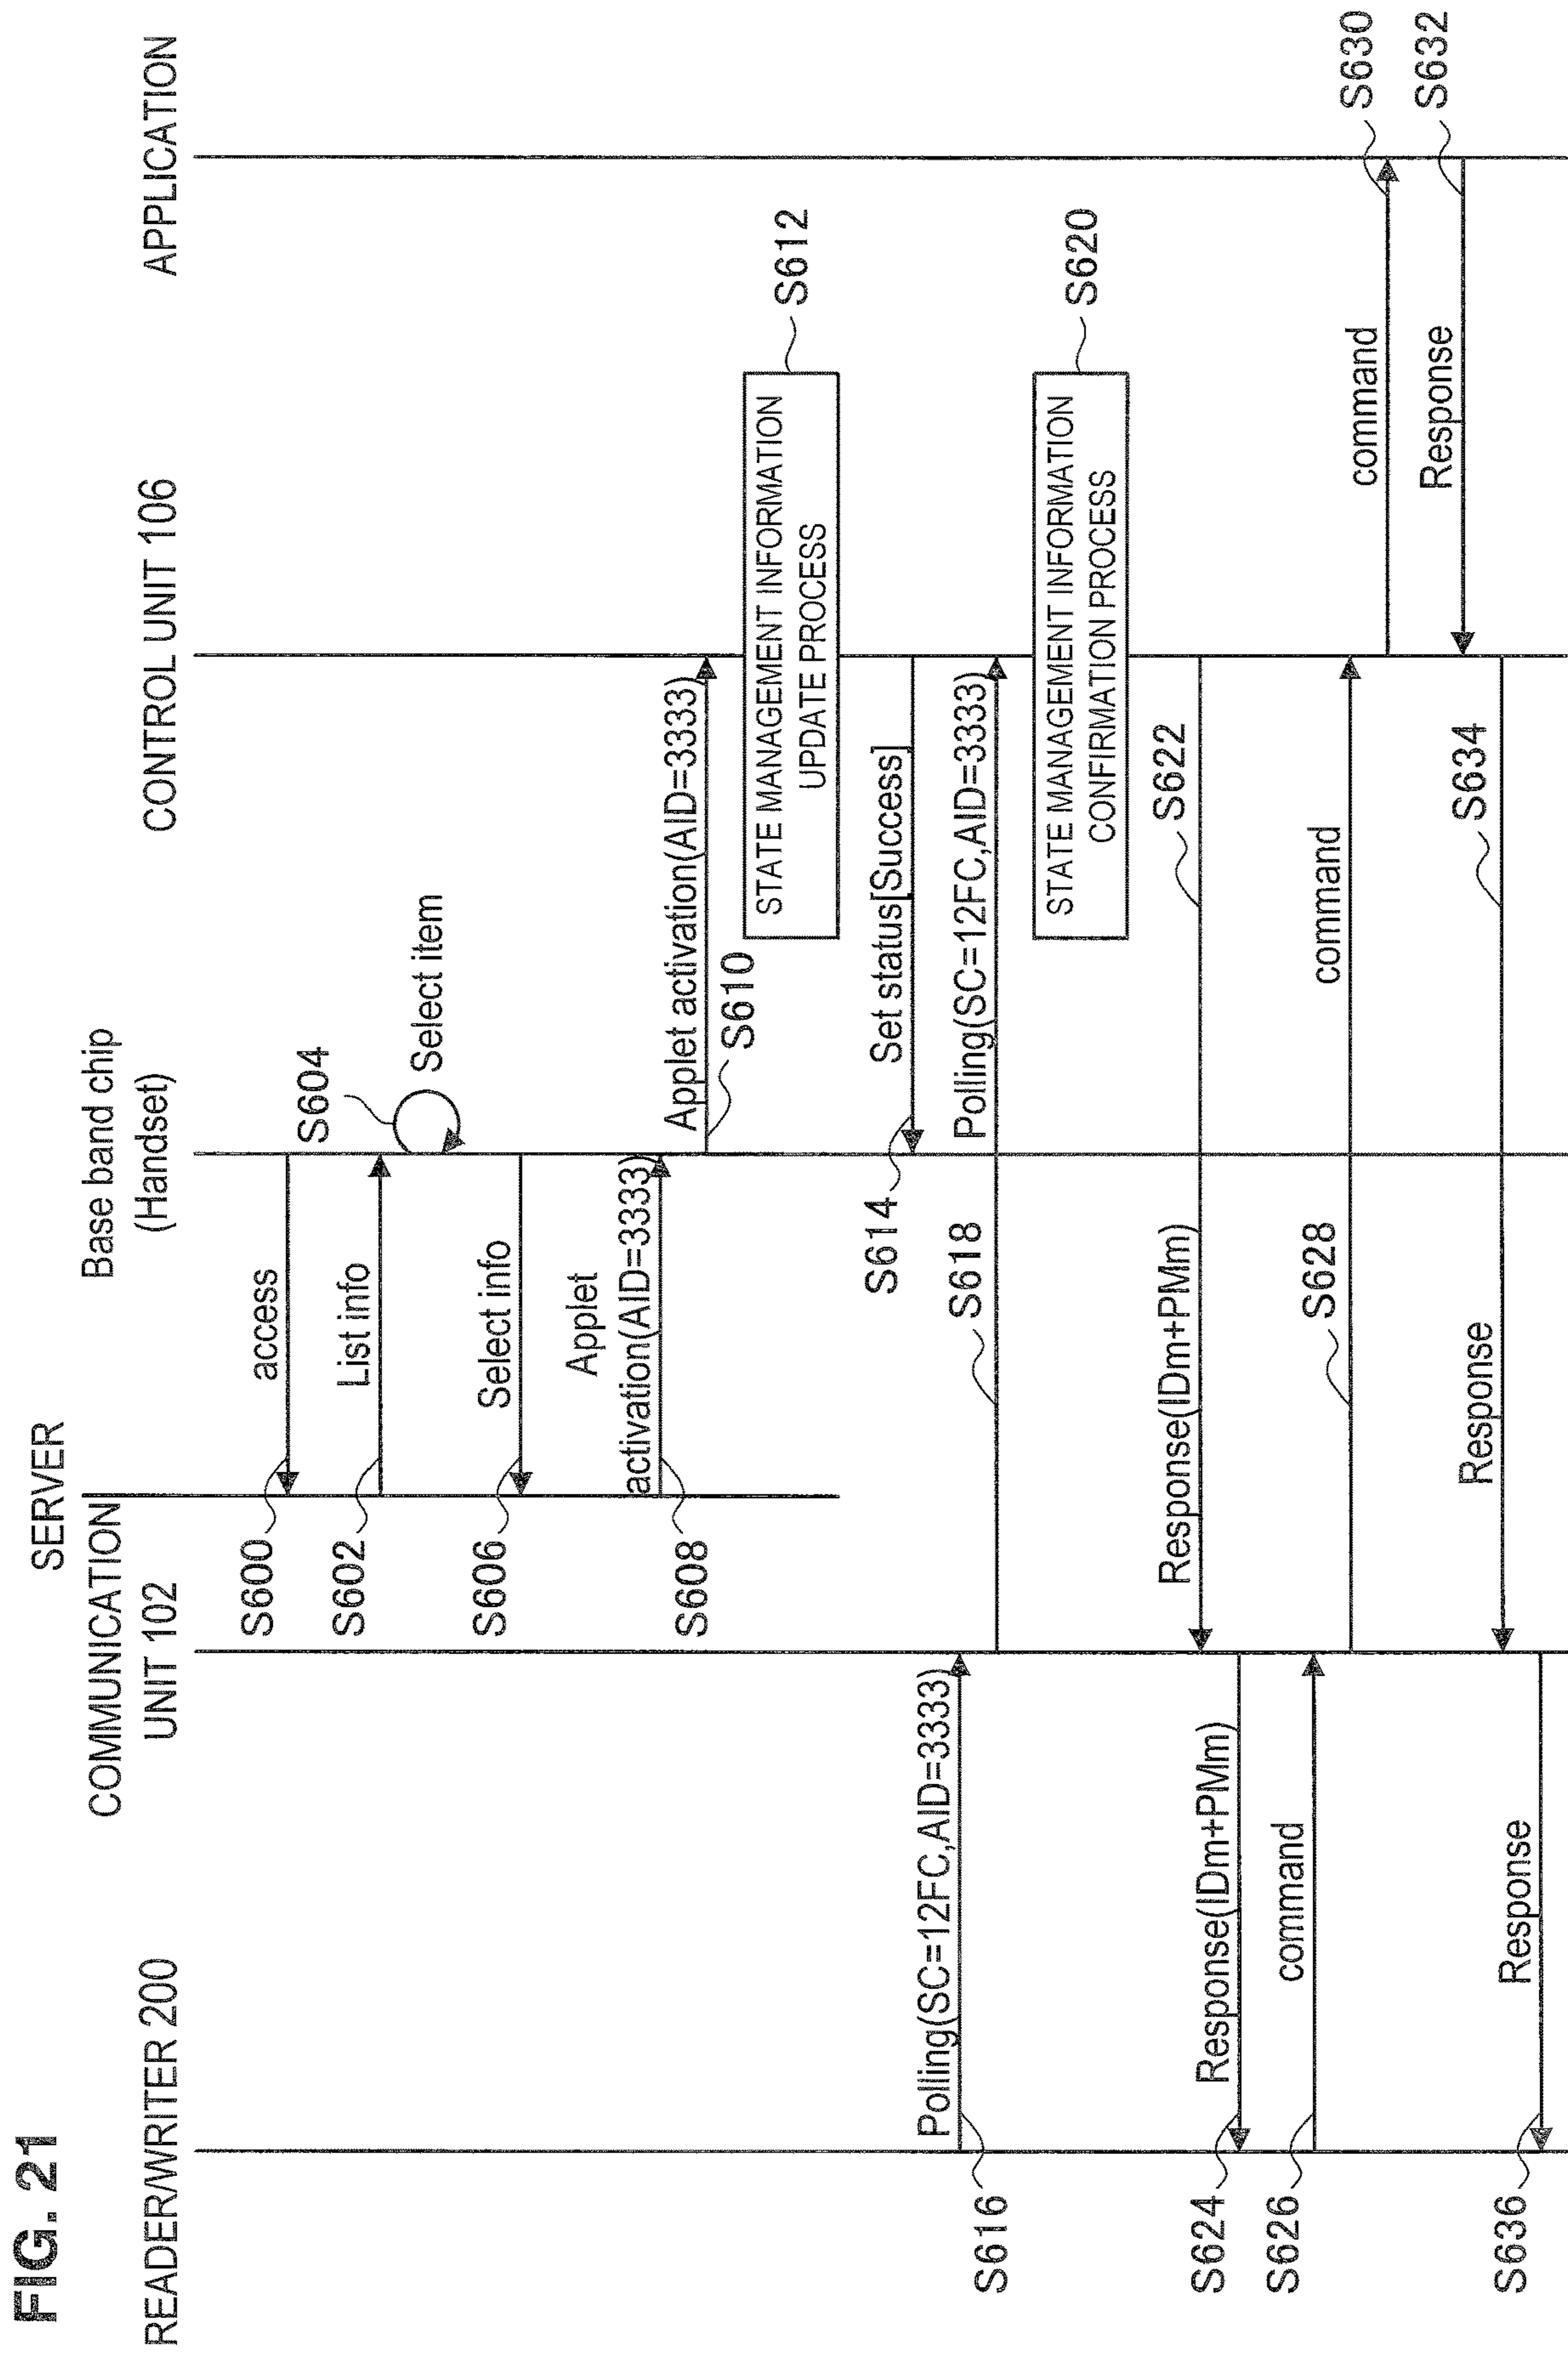 FIG. 21
READER/WRITER 200
COMMUNICATION
UNIT 102
SERVER
Base band chip
(Handset)
CONTROL UNIT 106
APPLICATION
access
S600
List info
S602
S604
Select item
Select info
S606
Applet
activation(AID=3333)
S608
Applet activation(AID=3333)
S610
STATE MANAGEMENT INFORMATION
UPDATE PROCESS
S612
Set status[Success]
S614
Polling(SC=12FC,AID=3333)
S616
Polling(SC=12FC,AID=3333)
S618
STATE MANAGEMENT INFORMATION
CONFIRMATION PROCESS
S620
Response(IDm+PMm)
S622
Response(IDm+PMm)
S624
command
S626
command
S628
command
S630
Response
S632
Response
S634
Response
S636